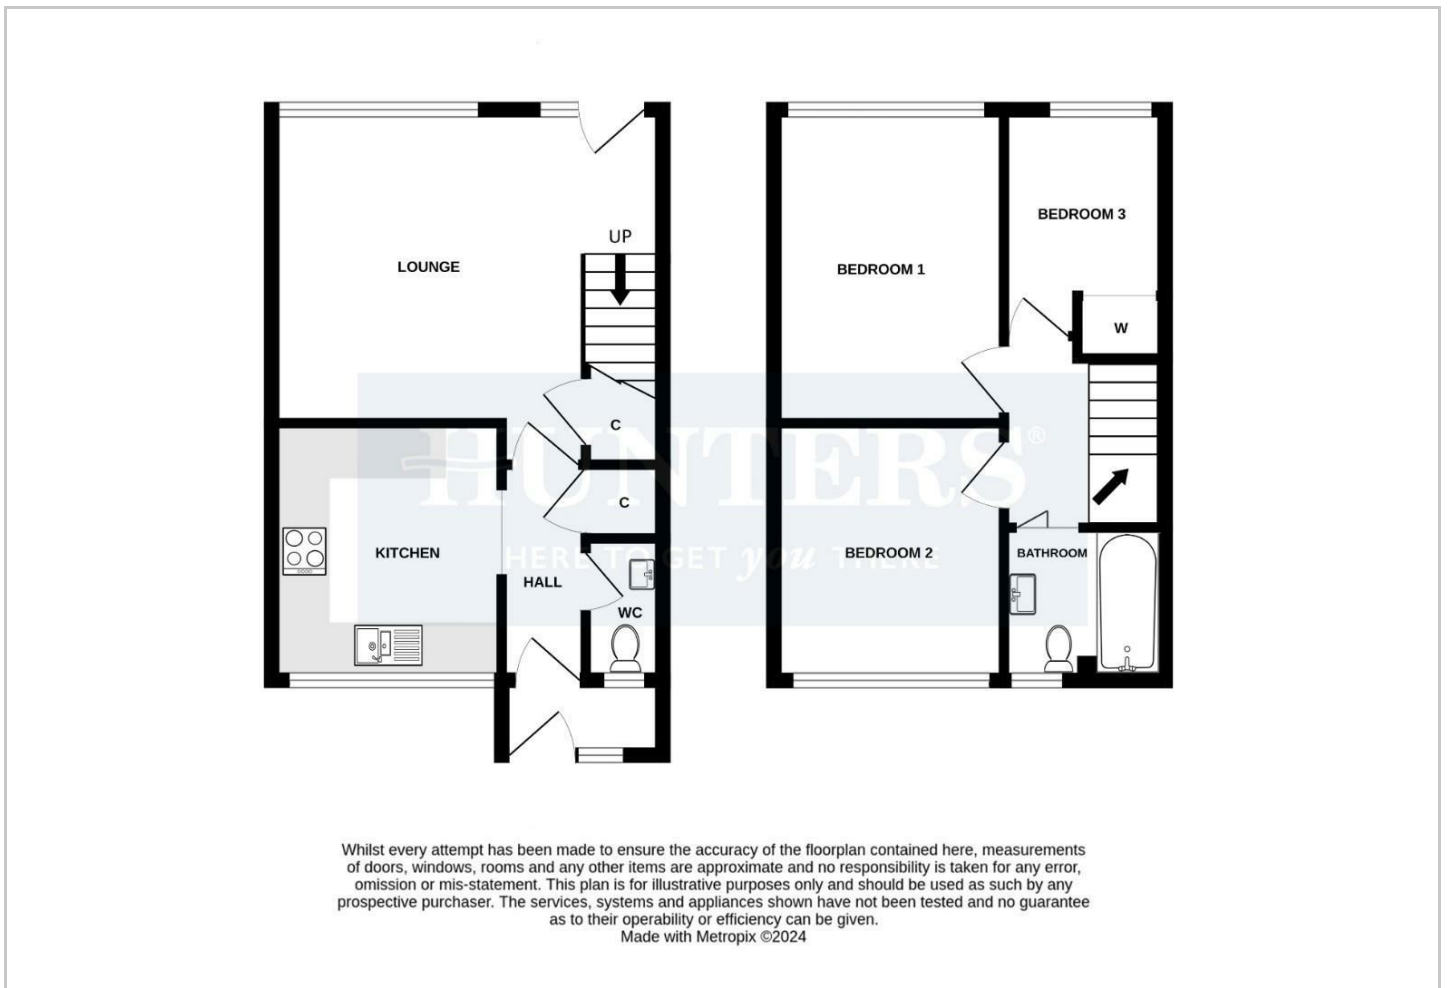 UP
LOUNGE
C
C
KITCHEN
HALL
WC
BEDROOM 3
BEDROOM 1
W
BEDROOM 2
BATHROOM
HUNTERS®
HERE TO GET you THERE
Whilst every attempt has been made to ensure the accuracy of the floorplan contained here, measurements
of doors, windows, rooms and any other items are approximate and no responsibility is taken for any error,
omission or mis-statement. This plan is for illustrative purposes only and should be used as such by any
prospective purchaser. The services, systems and appliances shown have not been tested and no guarantee
as to their operability or efficiency can be given.
Made with Metropix ©2024